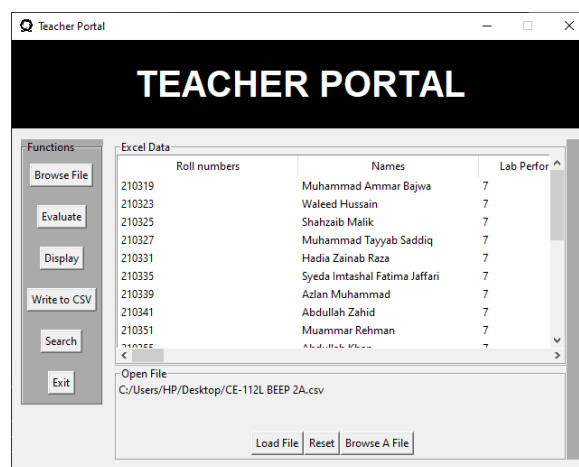 Teacher Portal
TEACHER PORTAL
Functions
Browse File
Evaluate
Display
Write to CSV
Search
Exit
Excel Data
Roll numbers Names Lab Perfor
210319 Muhammad Ammar Bajwa 7
210323 Waleed Hussain 7
210325 Shahzaib Malik 7
210327 Muhammad Tayyab Saddiq 7
210331 Hadia Zainab Raza 7
210335 Syeda Imtashal Fatima Jaffari 7
210339 Azlan Muhammad 7
210341 Abdullah Zahid 7
210351 Muammar Rehman 7
210355 Abdullah Khan 7
Open File
C:/Users/HP/Desktop/CE-112L BEEP 2A.csv
Load File Reset Browse A File